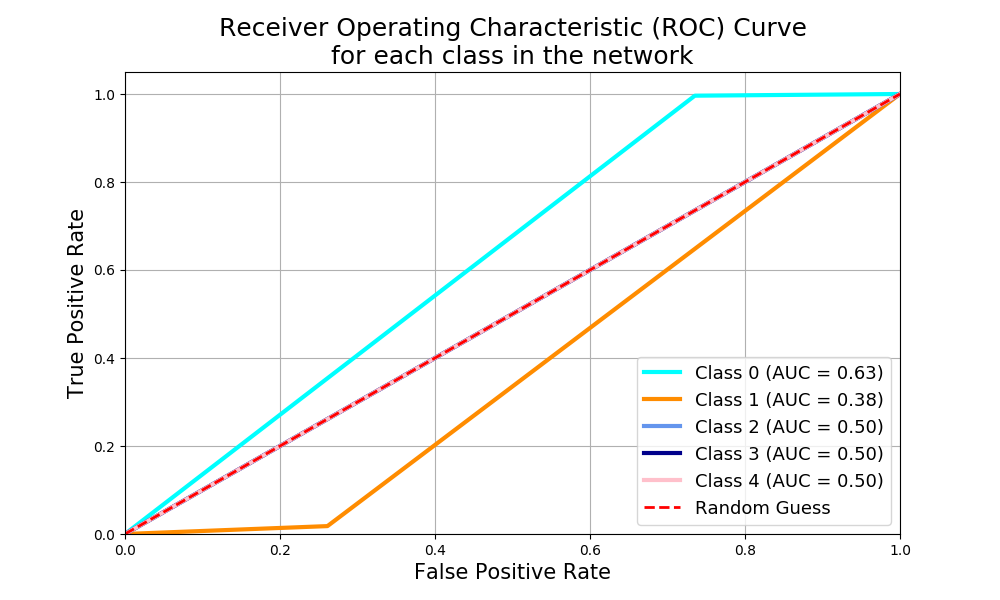 Receiver Operating Characteristic (ROC) Curve
for each class in the network
True Positive Rate
1.0
0.8
0.6
0.4
0.2
0.0
0.0 0.2 0.4 0.6 0.8 1.0
False Positive Rate
Class 0 (AUC = 0.63)
Class 1 (AUC = 0.38)
Class 2 (AUC = 0.50)
Class 3 (AUC = 0.50)
Class 4 (AUC = 0.50)
Random Guess